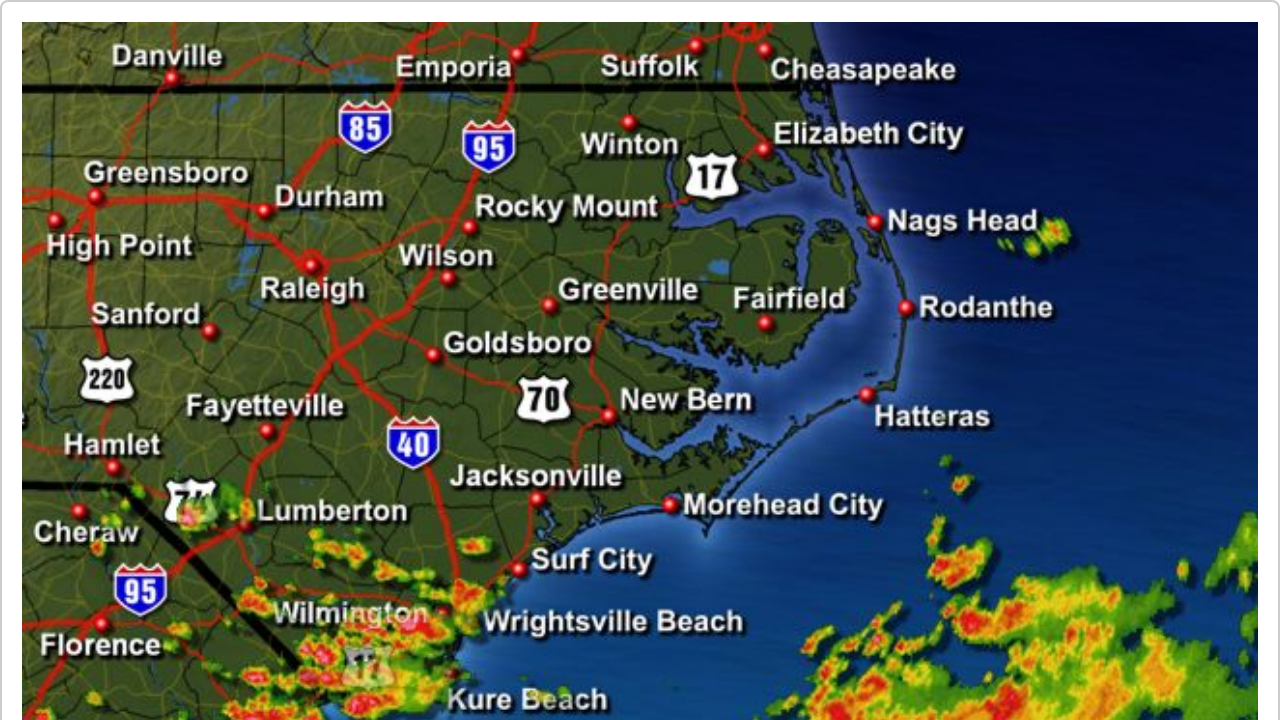 Danville
Emporia
Suffolk
Cheasapeake
85
95
Winton
Elizabeth City
17
Greensboro
Durham
Rocky Mount
Nags Head
High Point
Wilson
Raleigh
Greenville
Fairfield
Rodanthe
Sanford
Goldsboro
220
70
New Bern
Fayetteville
Hatteras
40
Hamlet
Jacksonville
Morehead City
Lumberton
Cheraw
Surf City
95
Wilmington
Wrightsville Beach
Florence
Kure Beach